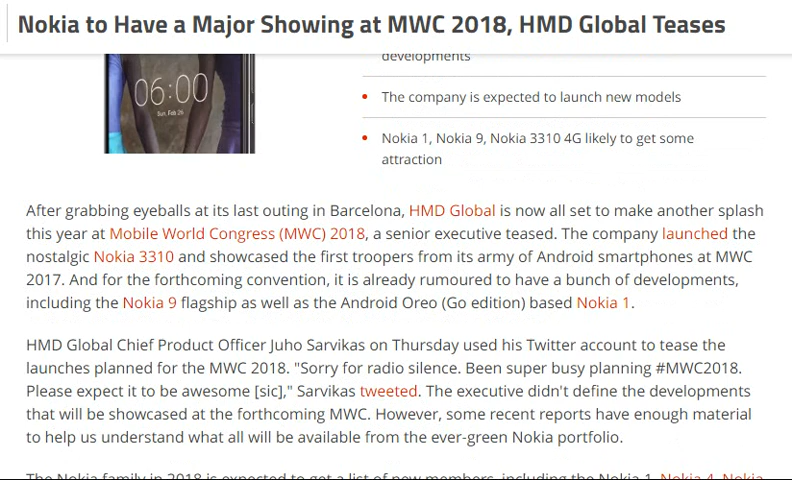 Nokia to Have a Major Showing at MWC 2018, HMD Global Teases
developments
06:00
Sun, Feb 26
The company is expected to launch new models
Nokia 1, Nokia 9, Nokia 3310 4G likely to get some
attraction
After grabbing eyeballs at its last outing in Barcelona, HMD Global is now all set to make another splash
this year at Mobile World Congress (MWC) 2018, a senior executive teased. The company launched the
nostalgic Nokia 3310 and showcased the first troopers from its army of Android smartphones at MWC
2017. And for the forthcoming convention, it is already rumoured to have a bunch of developments,
including the Nokia 9 flagship as well as the Android Oreo (Go edition) based Nokia 1.
HMD Global Chief Product Officer Juho Sarvikas on Thursday used his Twitter account to tease the
launches planned for the MWC 2018. "Sorry for radio silence. Been super busy planning #MWC2018.
Please expect it to be awesome [sic]," Sarvikas tweeted. The executive didn't define the developments
that will be showcased at the forthcoming MWC. However, some recent reports have enough material
to help us understand what all will be available from the ever-green Nokia portfolio.
The Nokia family in 2018 is expected to get a list of new members, including the Nokia 1, Nokia 4, Nokia